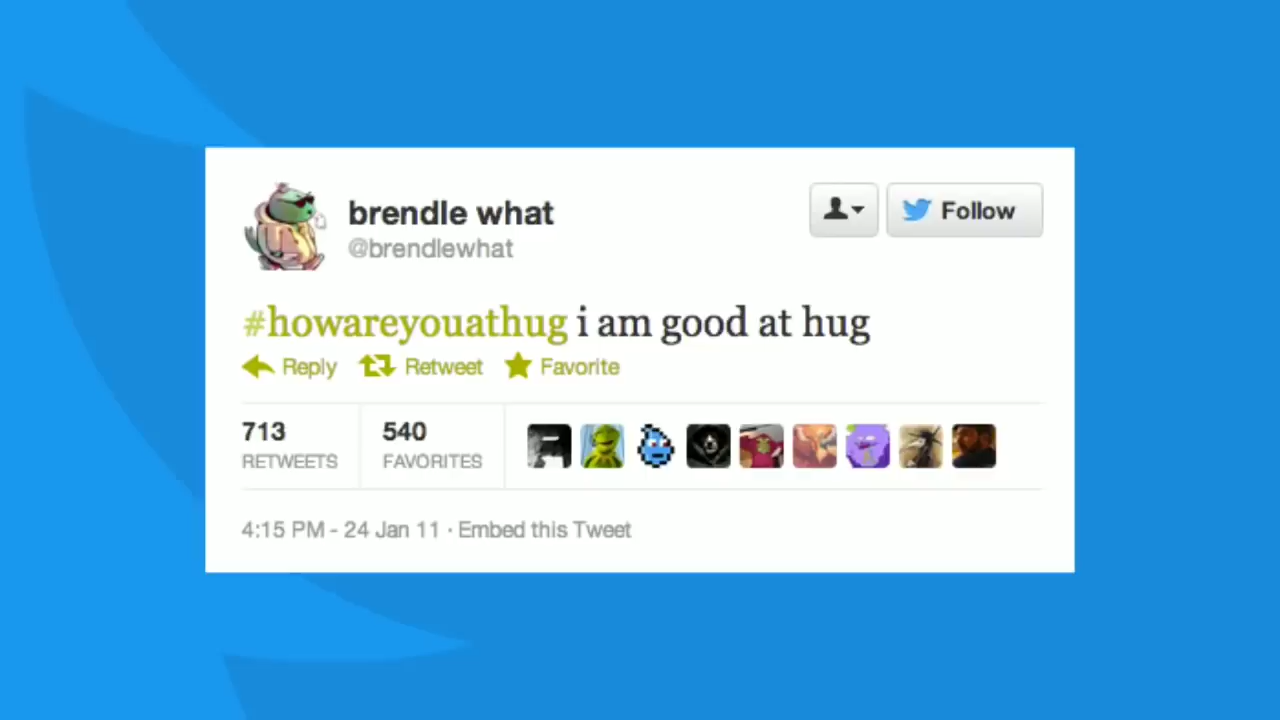 brendle what
@brendlewhat
Follow
#howareyouathug i am good at hug
Reply Retweet Favorite
713 540
RETWEETS FAVORITES
4:15 PM - 24 Jan 11 · Embed this Tweet